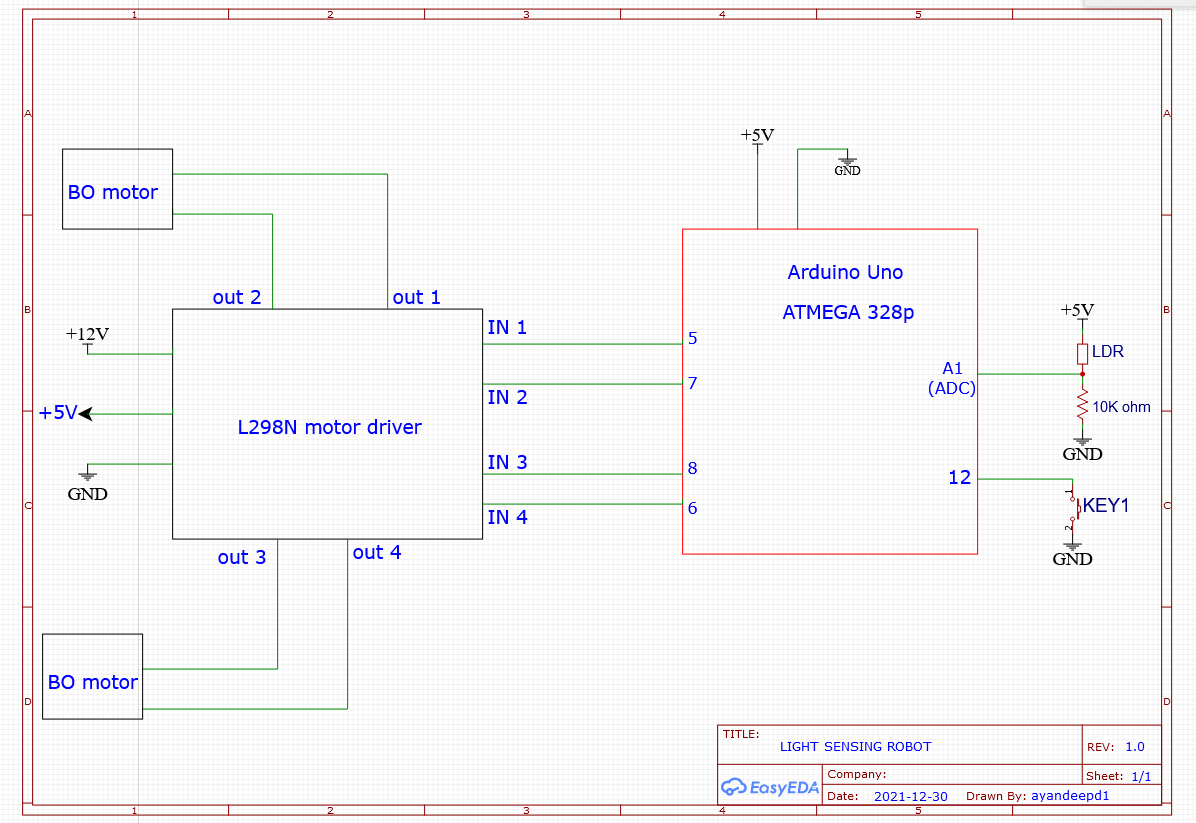 1 2 3 4 5
A A
+5V
GND
BO motor
Arduino Uno
out 2 out 1
ATMEGA 328p
B +5V B
IN 1
+12V
5
LDR
A1
7
(ADC)
IN 2
10K ohm
+5V
L298N motor driver
GND
IN 3 8
12
GND
1
C 6 KEY1 C
IN 4
2
out 3 out 4
GND
BO motor
D D
TITLE:
LIGHT SENSING ROBOT
REV: 1.0
Company:
Sheet: 1/1
EasyEDA
Date: 2021-12-30 Drawn By: ayandeepd1
1 2 3 4 5